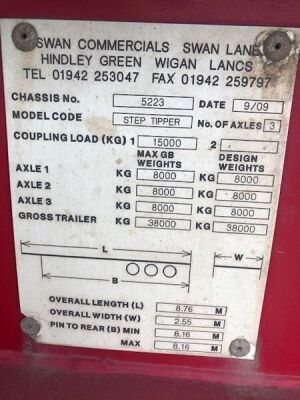 SWAN COMMERCIALS SWAN LANE
HINDLEY GREEN WIGAN LANCS
TEL 01942 253047 FAX 01942 259797
CHASSIS No. 5223 DATE 9/09
MODEL CODE STEP TIPPER No. OF AXLES 3
COUPLING LOAD (KG) 1 15000 2
MAX GB WEIGHTS DESIGN WEIGHTS
AXLE 1 KG 8000 KG 8000
AXLE 2 KG 8000 KG 8000
AXLE 3 KG 8000 KG 8000
GROSS TRAILER KG 38000 KG 38000
L W
B
OVERALL LENGTH (L) 8.76 M
OVERALL WIDTH (W) 2.55 M
PIN TO REAR (B) MIN 8.16 M
MAX 8.16 M